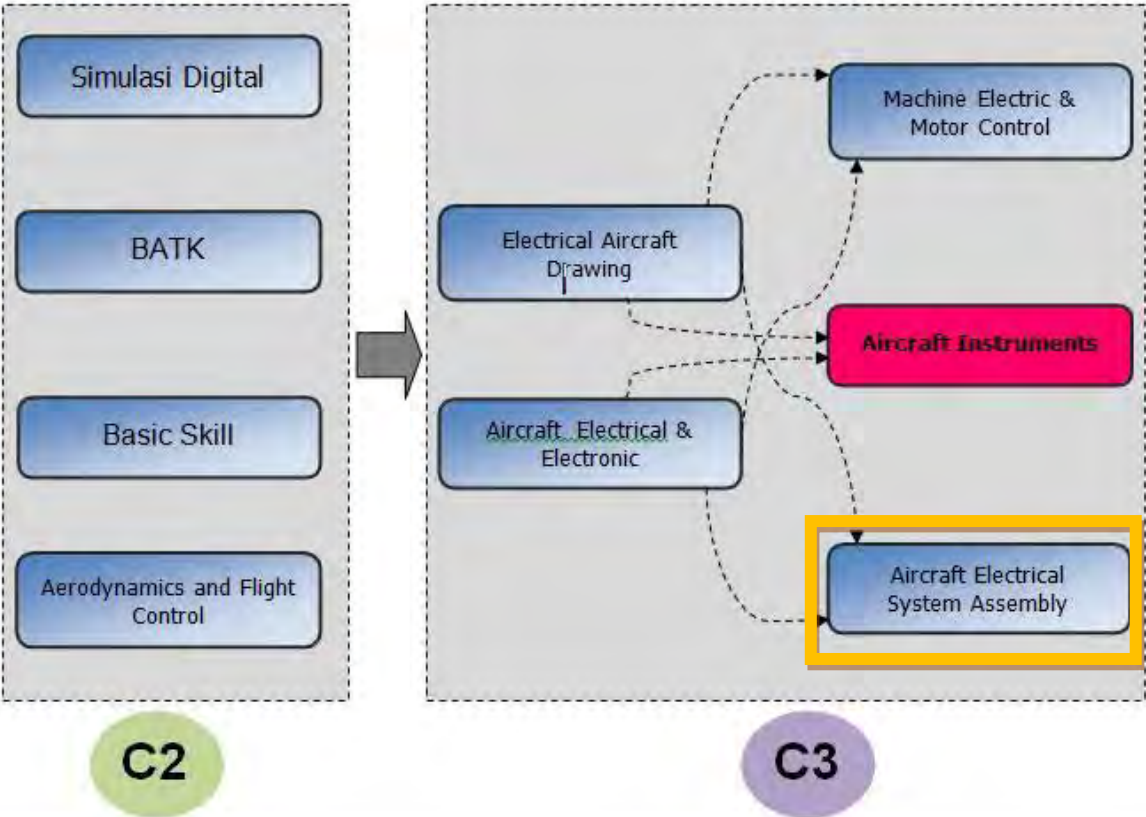 Simulasi Digital
BATK
Basic Skill
Aerodynamics and Flight
Control
Electrical Aircraft
Drawing
Aircraft Electrical &
Electronic
Machine Electric &
Motor Control
Aircraft Instruments
Aircraft Electrical
System Assembly
C2
C3